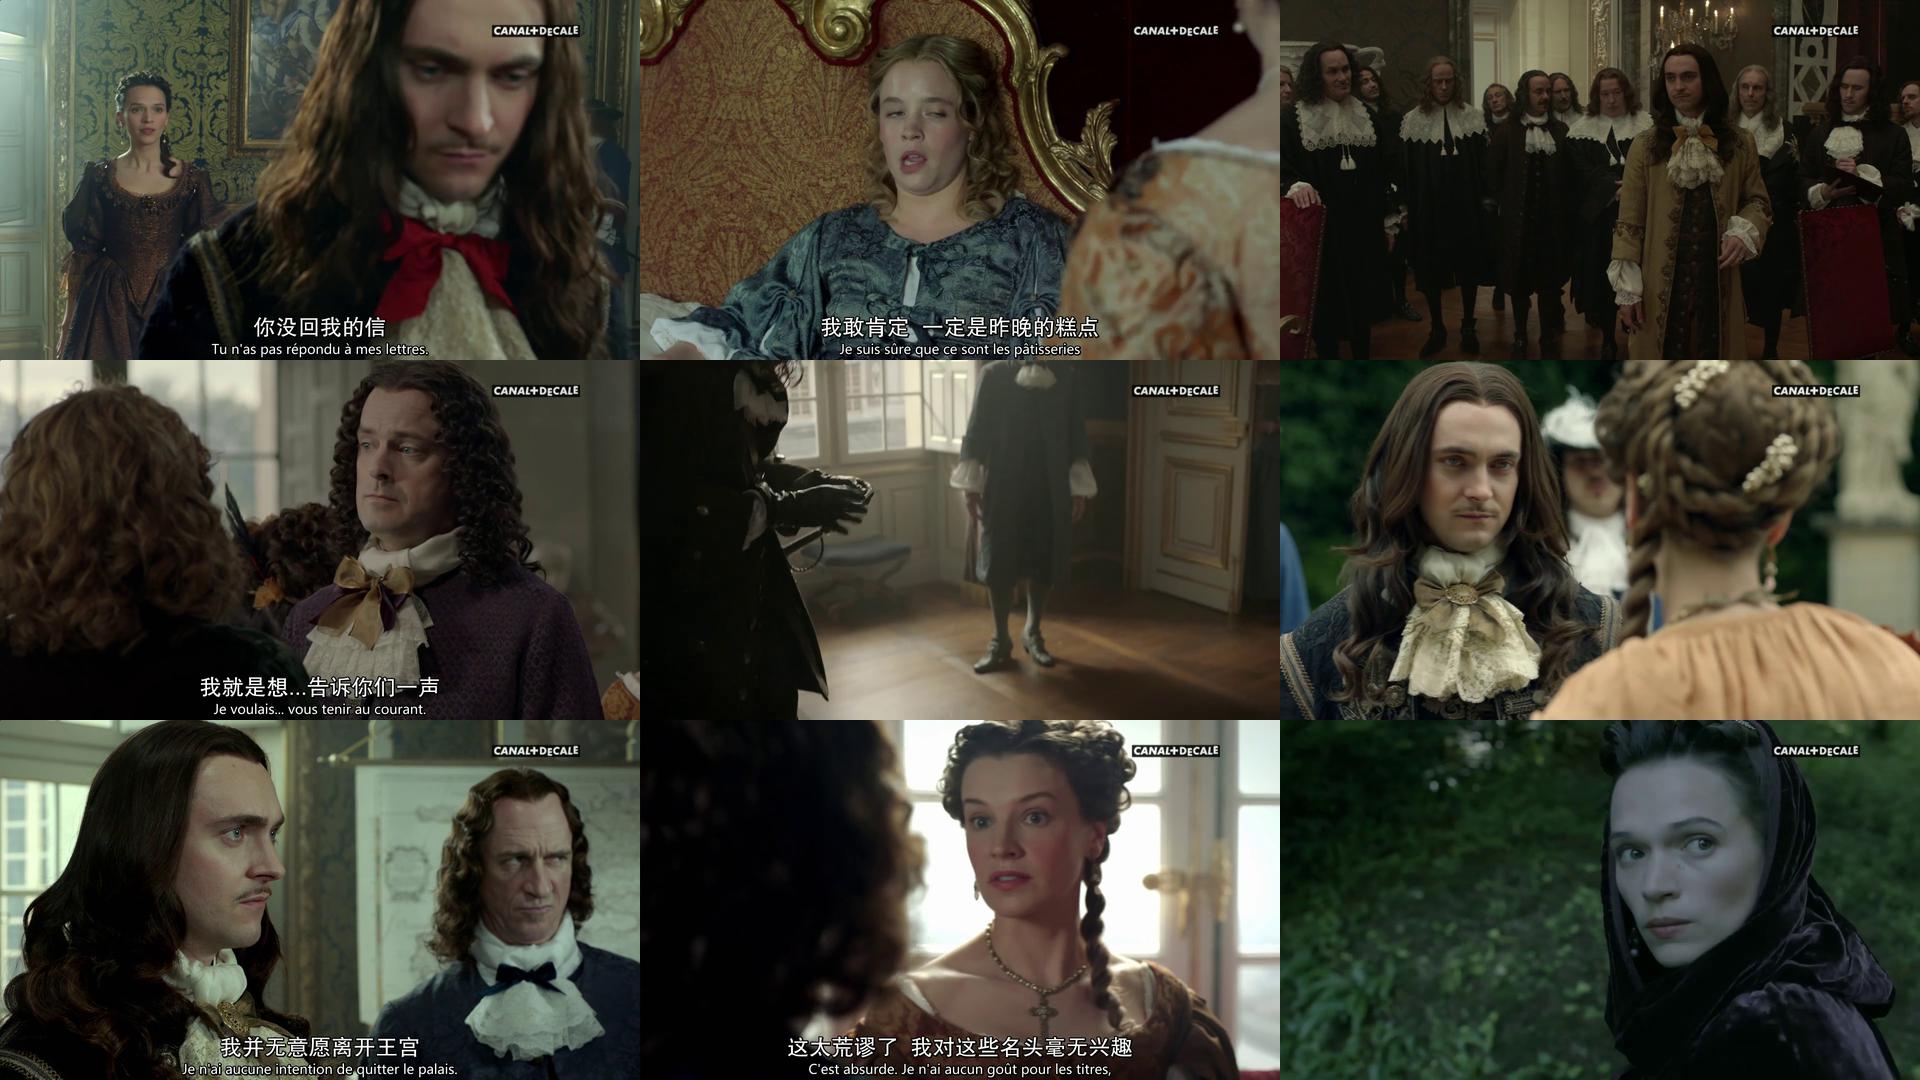 CANAL+DECALE
你没回我的信
Tu n'as pas répondu à mes lettres.
CANAL+DECALE
我敢肯定 一定是昨晚的糕点
Je suis sûre que ce sont les pâtisseries
CANAL+DECALE
CANAL+DECALE
我就是想...告诉你们一声
Je voulais... vous tenir au courant.
CANAL+DECALE
CANAL+DECALE
CANAL+DECALE
我并无意愿离开王宫
Je n'ai aucune intention de quitter le palais.
CANAL+DECALE
这太荒谬了 我对这些名头毫无兴趣
C'est absurde. Je n'ai aucun goût pour les titres,
CANAL+DECALE